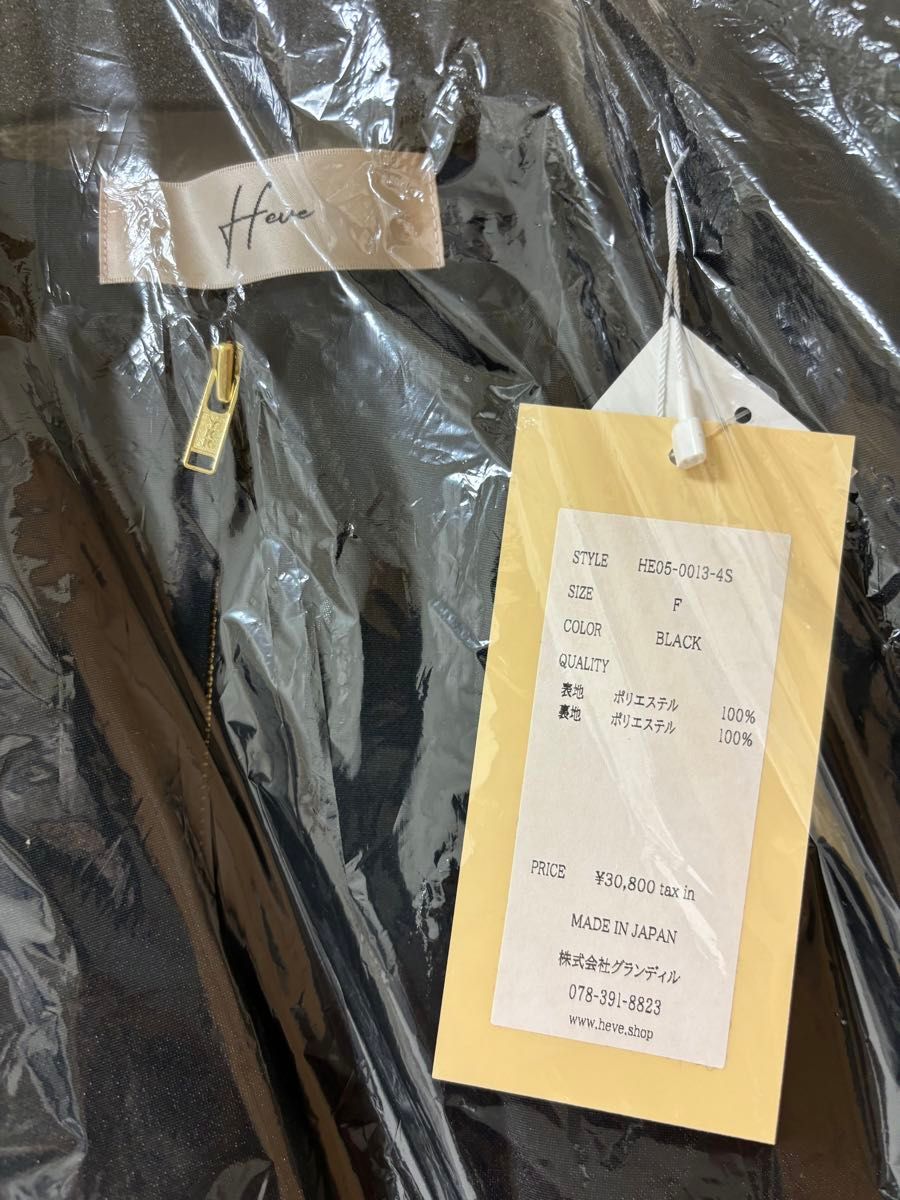 Heve
STYLE HE05-0013-4S
SIZE F
COLOR BLACK
QUALITY
表地 ポリエステル 100%
裏地 ポリエステル 100%
PRICE ¥30,800 tax in
MADE IN JAPAN
株式会社グランディル
078-391-8823
www.heve.shop